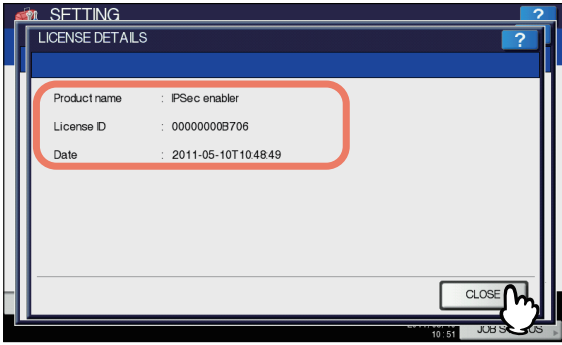 SETTING
?
LICENSE DETAILS
?
Product name : IPSec enabler
License ID : 00000000B706
Date : 2011-05-10T10:48:49
CLOSE
10:51
JOB